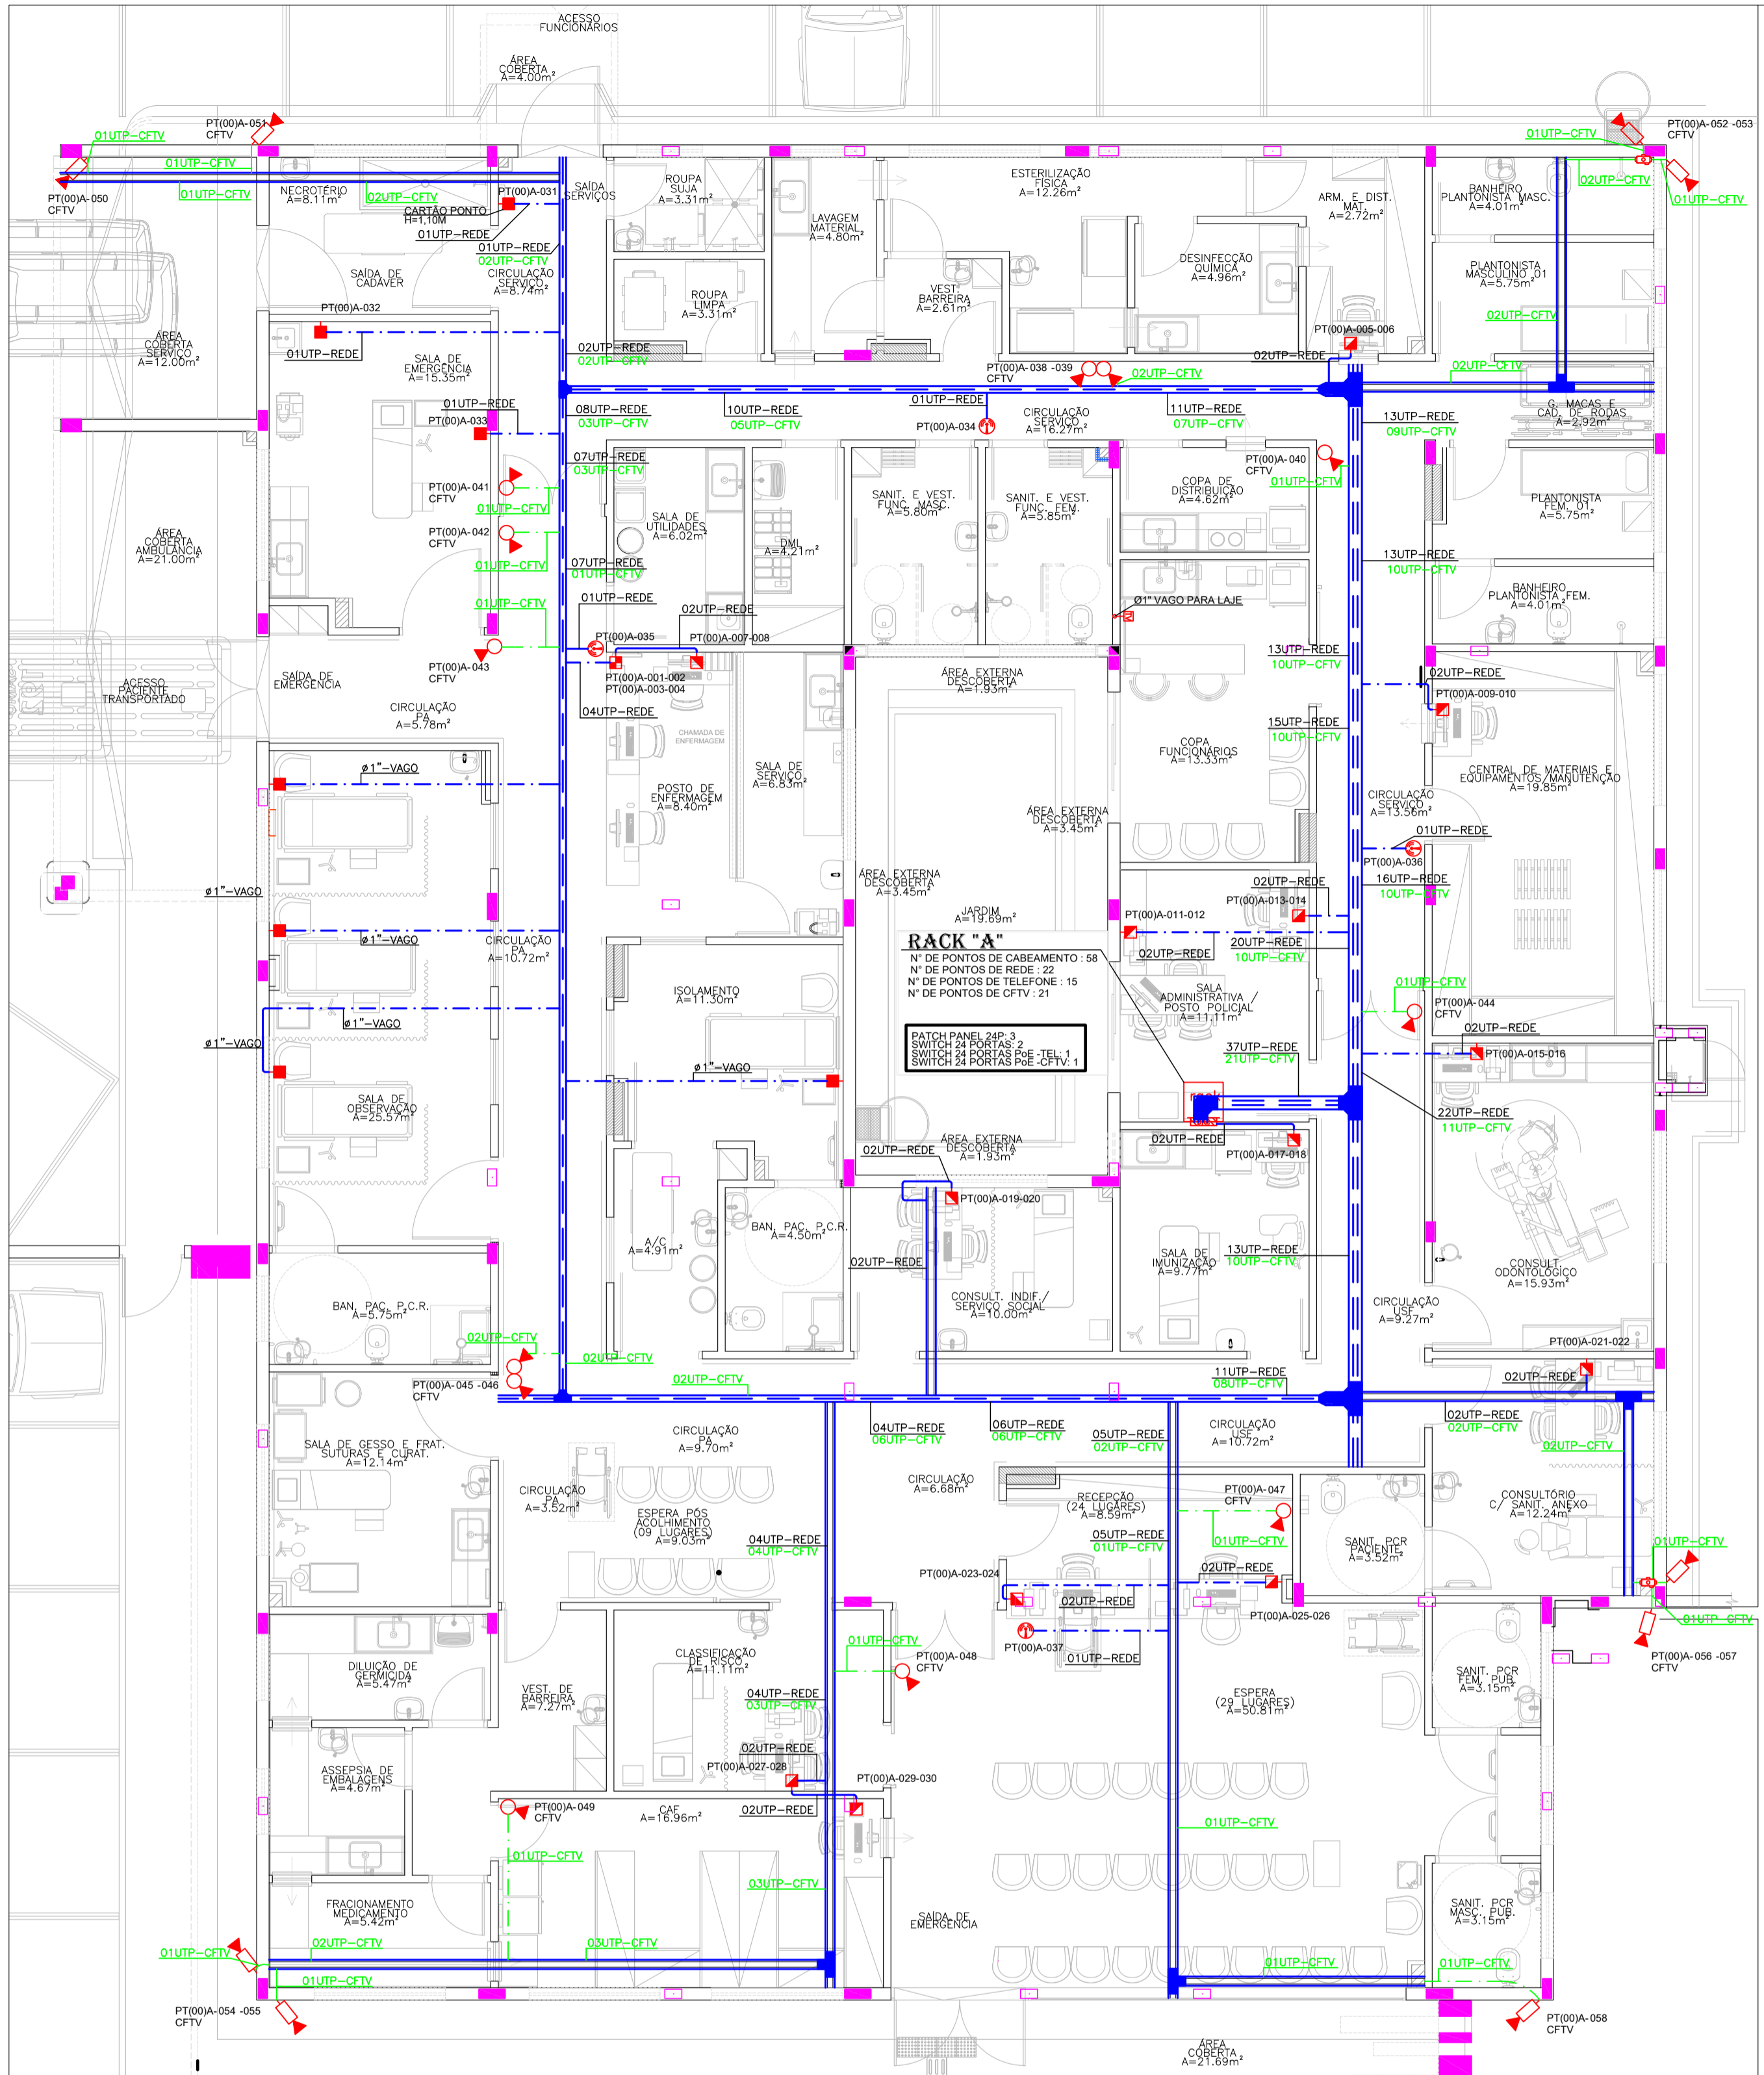 ACESSO
FUNCIONÁRIOS
ÁREA
COBERTA
A=4.00m²
PT(00)A-051
CFTV
01UTP-CFTV
01UTP-CFTV
PT(00)A-050
CFTV
01UTP-CFTV
NECROTÉRIO
A=8.11m²
02UTP-CFTV
PT(00)A-031
CARTÃO PONTO
H=1,10M
01UTP-REDE
01UTP-REDE
02UTP-CFTV
SAÍDA
SERVIÇOS
ROUPA
SUJA
A=3.31m²
LAVAGEM
MATERIAL
A=4.80m²
ESTERILIZAÇÃO
FÍSICA
A=12.26m²
ARM. E DIST.
MAT.
A=2.72m²
BANHEIRO
PLANTONISTA MASC.
A=4.01m²
01UTP-CFTV
PT(00)A-052 -053
CFTV
02UTP-CFTV
01UTP-CFTV
SAÍDA DE
CADÁVER
CIRCULAÇÃO
SERVIÇO
A=8.74m²
ROUPA
LIMPA
A=3.31m²
VEST.
BARREIRA
A=2.61m²
DESINFECÇÃO
QUÍMICA
A=4.96m²
PLANTONISTA
MASCULINO 01
A=5.75m²
02UTP-CFTV
PT(00)A-032
01UTP-REDE
ÁREA
COBERTA
SERVIÇO
A=12.00m²
SALA DE
EMERGÊNCIA
A=15.35m²
02UTP-REDE
02UTP-CFTV
PT(00)A-005-006
02UTP-REDE
PT(00)A-038 -039
CFTV
02UTP-CFTV
02UTP-CFTV
01UTP-REDE
PT(00)A-033
08UTP-REDE
03UTP-CFTV
10UTP-REDE
05UTP-CFTV
01UTP-REDE
PT(00)A-034
CIRCULAÇÃO
SERVIÇO
A=16.27m²
11UTP-REDE
07UTP-CFTV
13UTP-REDE
09UTP-CFTV
G. MACAS E
CAD. DE RODAS
A=2.92m²
07UTP-REDE
03UTP-CFTV
PT(00)A-040
CFTV
01UTP-CFTV
PT(00)A-041
CFTV
01UTP-CFTV
PT(00)A-042
CFTV
01UTP-CFTV
SALA DE
UTILIDADES
A=6.02m²
DML
A=4.21m²
SANIT. E VEST.
FUNC. MASC.
A=5.80m²
SANIT. E VEST.
FUNC. FEM.
A=5.85m²
COPA DE
DISTRIBUIÇÃO
A=4.62m²
PLANTONISTA
FEM. 01
A=5.75m²
ÁREA
COBERTA
AMBULÂNCIA
A=21.00m²
07UTP-REDE
01UTP-CFTV
13UTP-REDE
10UTP-CFTV
01UTP-CFTV
01UTP-REDE
02UTP-REDE
Ø1" VAGO PARA LAJE
BANHEIRO
PLANTONISTA FEM.
A=4.01m²
PT(00)A-035
PT(00)A-007-008
PT(00)A-043
CFTV
PT(00)A-001-002
PT(00)A-003-004
04UTP-REDE
13UTP-REDE
10UTP-CFTV
02UTP-REDE
PT(00)A-009-010
ACESSO
PACIENTE
TRANSPORTADO
SAÍDA DE
EMERGÊNCIA
CIRCULAÇÃO
PA
A=5.78m²
CHAMADA DE
ENFERMAGEM
ÁREA EXTERNA
DESCOBERTA
A=1.93m²
15UTP-REDE
10UTP-CFTV
COPA
FUNCIONÁRIOS
A=13.33m²
ø1"-VAGO
POSTO DE
ENFERMAGEM
A=8.40m²
SALA DE
SERVIÇO
A=6.83m²
CENTRAL DE MATERIAIS E
EQUIPAMENTOS/MANUTENÇÃO
A=19.85m²
CIRCULAÇÃO
SERVIÇO
A=13.56m²
ÁREA EXTERNA
DESCOBERTA
A=3.45m²
01UTP-REDE
PT(00)A-036
16UTP-REDE
10UTP-CFTV
ø1"-VAGO
ÁREA EXTERNA
DESCOBERTA
A=3.45m²
02UTP-REDE
PT(00)A-013-014
JARDIM
A=19.69m²
PT(00)A-011-012
ø1"-VAGO
CIRCULAÇÃO
PA
A=10.72m²
RACK "A"
N° DE PONTOS DE CABEAMENTO : 58
N° DE PONTOS DE REDE : 22
N° DE PONTOS DE TELEFONE : 15
N° DE PONTOS DE CFTV : 21
02UTP-REDE
20UTP-REDE
10UTP-CFTV
ISOLAMENTO
A=11.30m²
SALA
ADMINISTRATIVA /
POSTO POLICIAL
A=11.11m²
01UTP-CFTV
PT(00)A-044
CFTV
ø1"-VAGO
ø1"-VAGO
PATCH PANEL 24P: 3
SWITCH 24 PORTAS: 2
SWITCH 24 PORTAS PoE -TEL: 1
SWITCH 24 PORTAS PoE -CFTV: 1
02UTP-REDE
PT(00)A-015-016
37UTP-REDE
21UTP-CFTV
ø1"-VAGO
rack
SALA DE
OBSERVAÇÃO
A=25.57m²
22UTP-REDE
11UTP-CFTV
ÁREA EXTERNA
DESCOBERTA
A=1.93m²
02UTP-REDE
02UTP-REDE
PT(00)A-017-018
PT(00)A-019-020
BAN. PAC. P.C.R.
A=4.50m²
A/C
A=4.91m²
02UTP-REDE
SALA DE
IMUNIZAÇÃO
A=9.77m²
13UTP-REDE
10UTP-CFTV
CONSULT.
ODONTOLÓGICO
A=15.93m²
CONSULT. INDIF./
SERVIÇO SOCIAL
A=10.00m²
BAN. PAC. P.C.R.
A=5.75m²
CIRCULAÇÃO
USF
A=9.27m²
02UTP-CFTV
02UTP-CFTV
PT(00)A-021-022
PT(00)A-045 -046
CFTV
02UTP-CFTV
11UTP-REDE
08UTP-CFTV
02UTP-REDE
02UTP-REDE
02UTP-CFTV
04UTP-REDE
06UTP-CFTV
06UTP-REDE
06UTP-CFTV
05UTP-REDE
02UTP-CFTV
CIRCULAÇÃO
USF
A=10.72m²
02UTP-CFTV
SALA DE GESSO E FRAT.
SUTURAS E CURAT.
A=12.14m²
CIRCULAÇÃO
PA
A=9.70m²
CIRCULAÇÃO
A=6.68m²
CIRCULAÇÃO
PA
A=3.52m²
RECEPÇÃO
(24 LUGARES)
A=8.59m²
PT(00)A-047
CFTV
CONSULTÓRIO
C/ SANIT. ANEXO
A=12.24m²
ESPERA PÓS
ACOLHIMENTO
(09 LUGARES)
A=9.03m²
04UTP-REDE
04UTP-CFTV
05UTP-REDE
01UTP-CFTV
01UTP-CFTV
SANIT. PCR
PACIENTE
A=3.52m²
01UTP-CFTV
PT(00)A-023-024
02UTP-REDE
02UTP-REDE
PT(00)A-025-026
01UTP-CFTV
CLASSIFICAÇÃO
DE RISCO
A=11.11m²
01UTP-CFTV
PT(00)A-048
CFTV
PT(00)A-037
01UTP-REDE
PT(00)A-056 -057
CFTV
DILUIÇÃO DE
GERMICIDA
A=5.47m²
VEST. DE
BARREIRA
A=7.27m²
04UTP-REDE
03UTP-CFTV
ESPERA
(29 LUGARES)
A=50.81m²
SANIT. PCR
FEM. PUB.
A=3.15m²
02UTP-REDE
PT(00)A-027-028
PT(00)A-029-030
ASSEPSIA DE
EMBALAGENS
A=4.67m²
PT(00)A-049
CFTV
CAF
A=16.96m²
02UTP-REDE
01UTP-CFTV
01UTP-CFTV
03UTP-CFTV
FRACIONAMENTO
MEDICAMENTO
A=5.42m²
SAÍDA DE
EMERGÊNCIA
SANIT. PCR
MASC. PUB.
A=3.15m²
01UTP-CFTV
02UTP-CFTV
03UTP-CFTV
01UTP-CFTV
01UTP-CFTV
01UTP-CFTV
PT(00)A-054 -055
CFTV
PT(00)A-058
CFTV
ÁREA
COBERTA
A=21.69m²